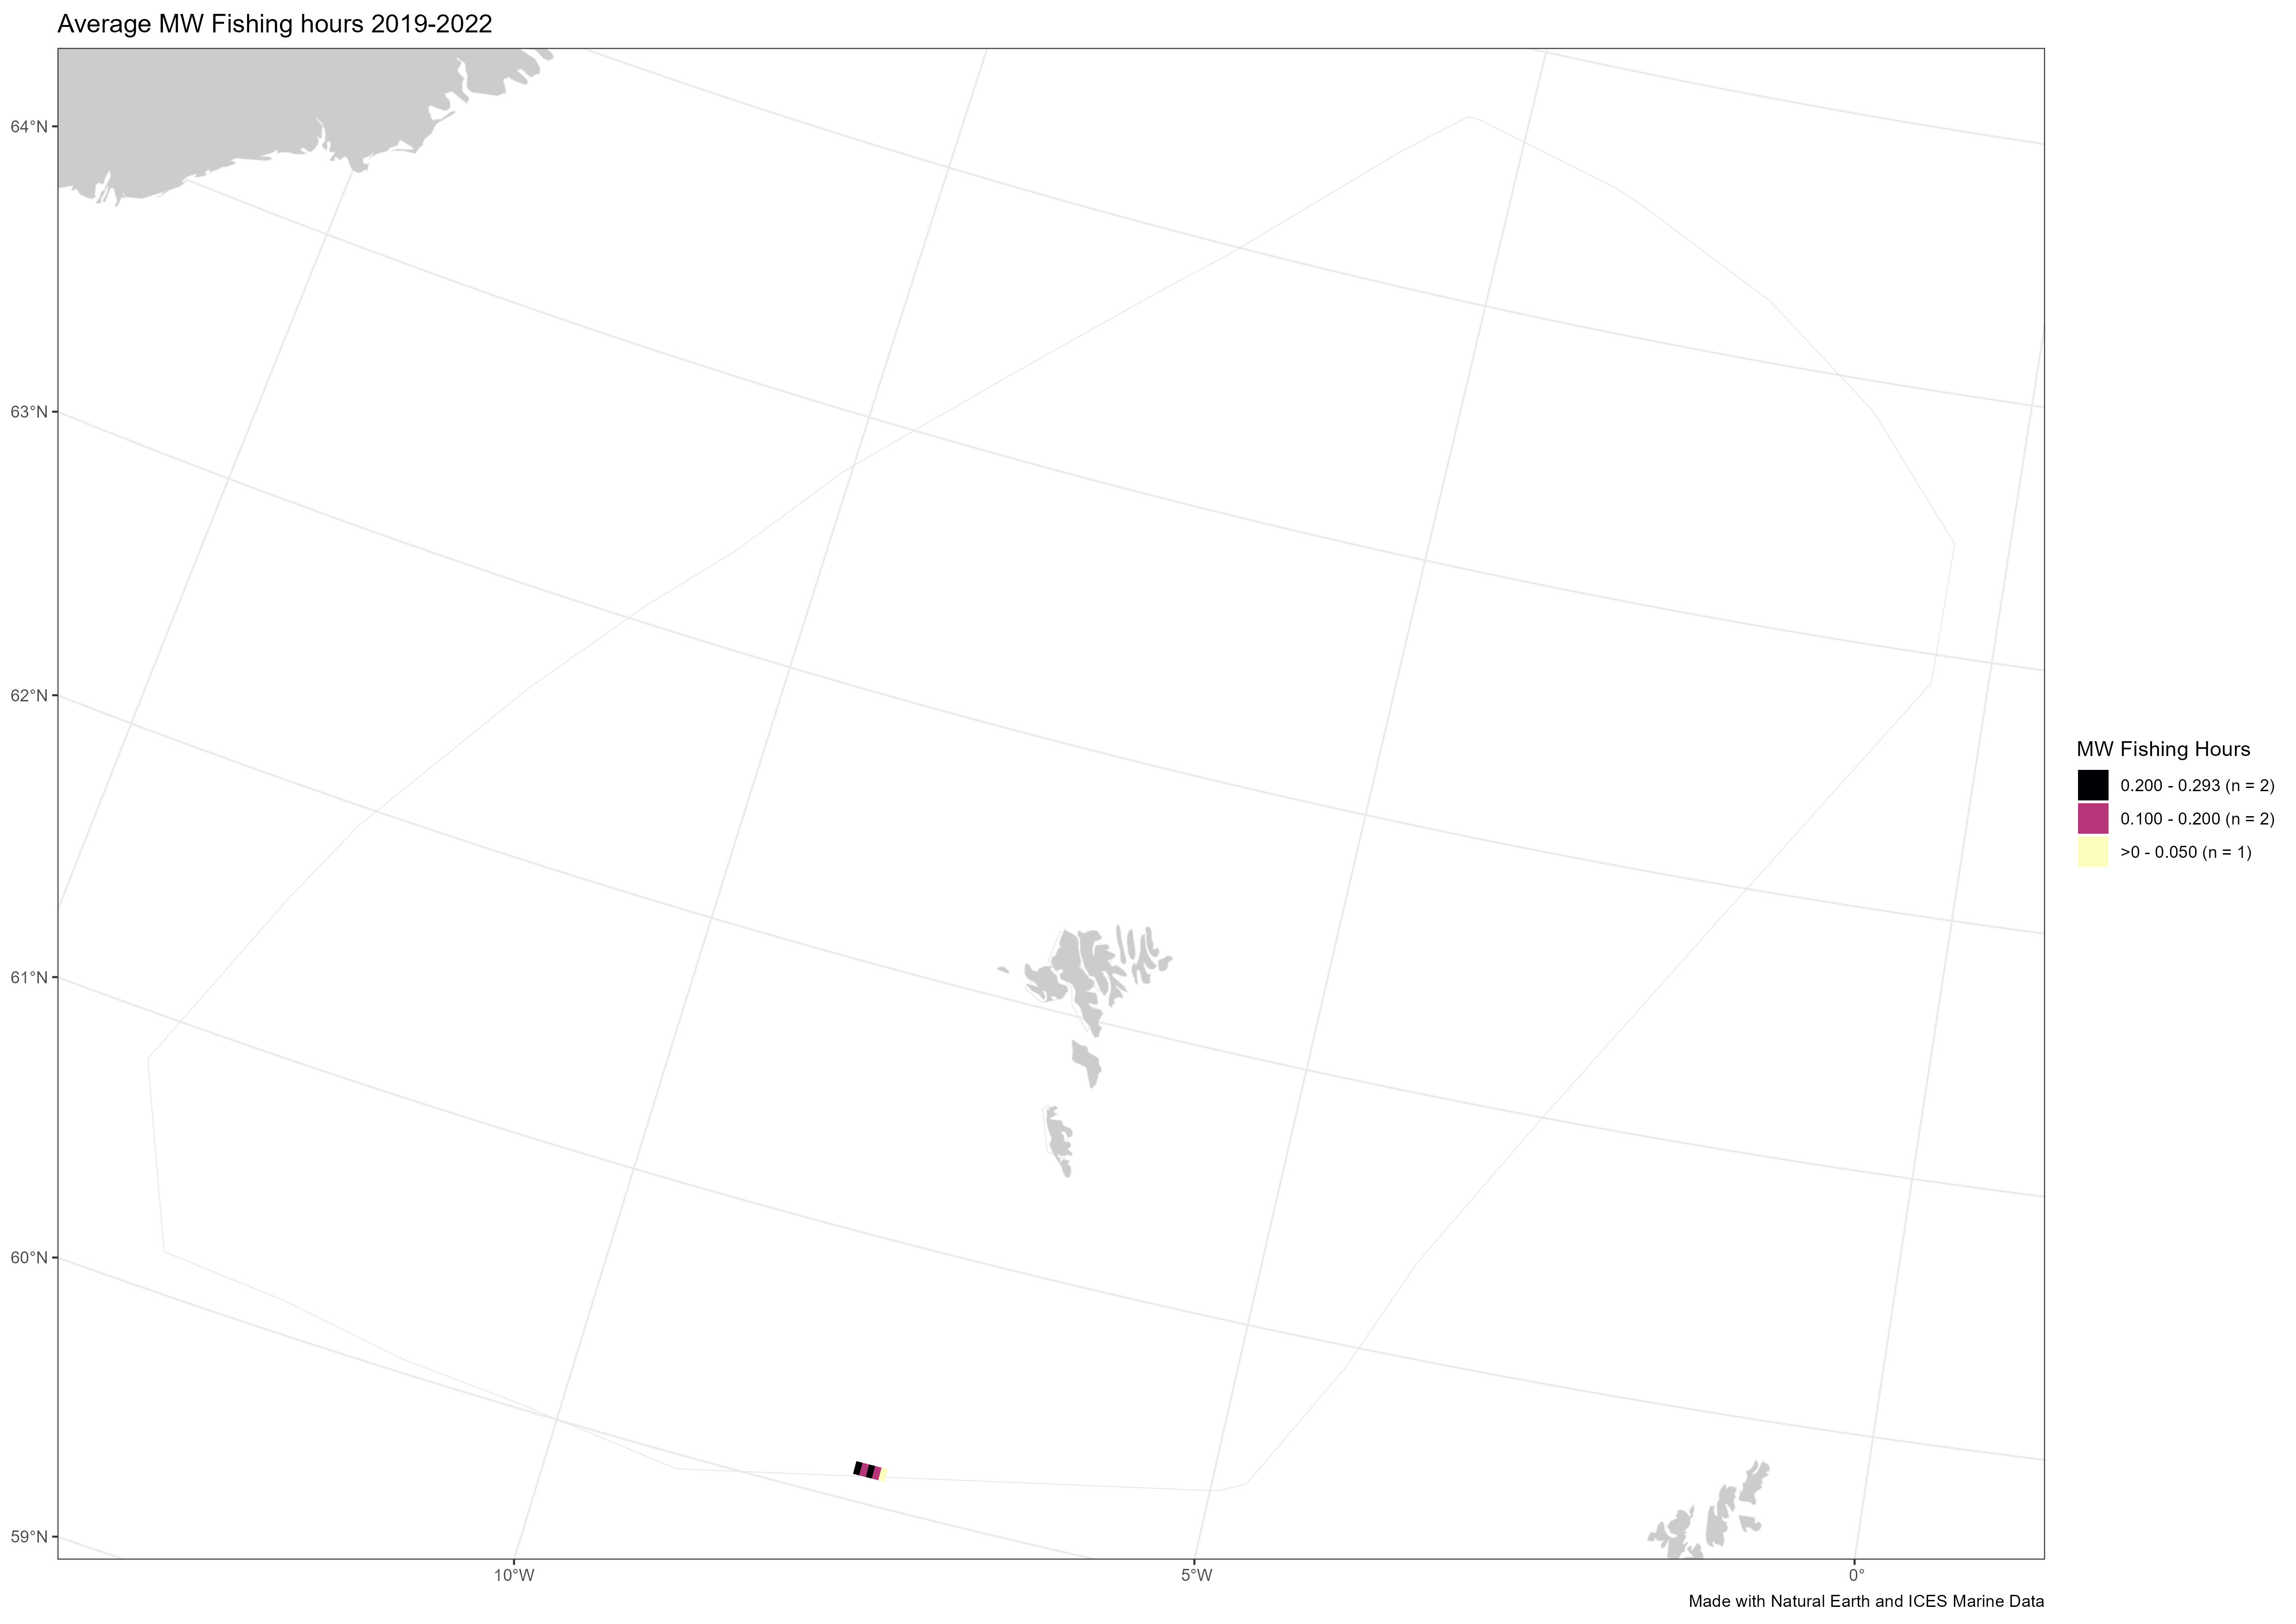 Average MW Fishing hours 2019-2022
64°N
63°N
62°N
61°N
60°N
59°N
10°W
5°W
0°
MW Fishing Hours
0.200 - 0.293 (n = 2)
0.100 - 0.200 (n = 2)
>0 - 0.050 (n = 1)
Made with Natural Earth and ICES Marine Data